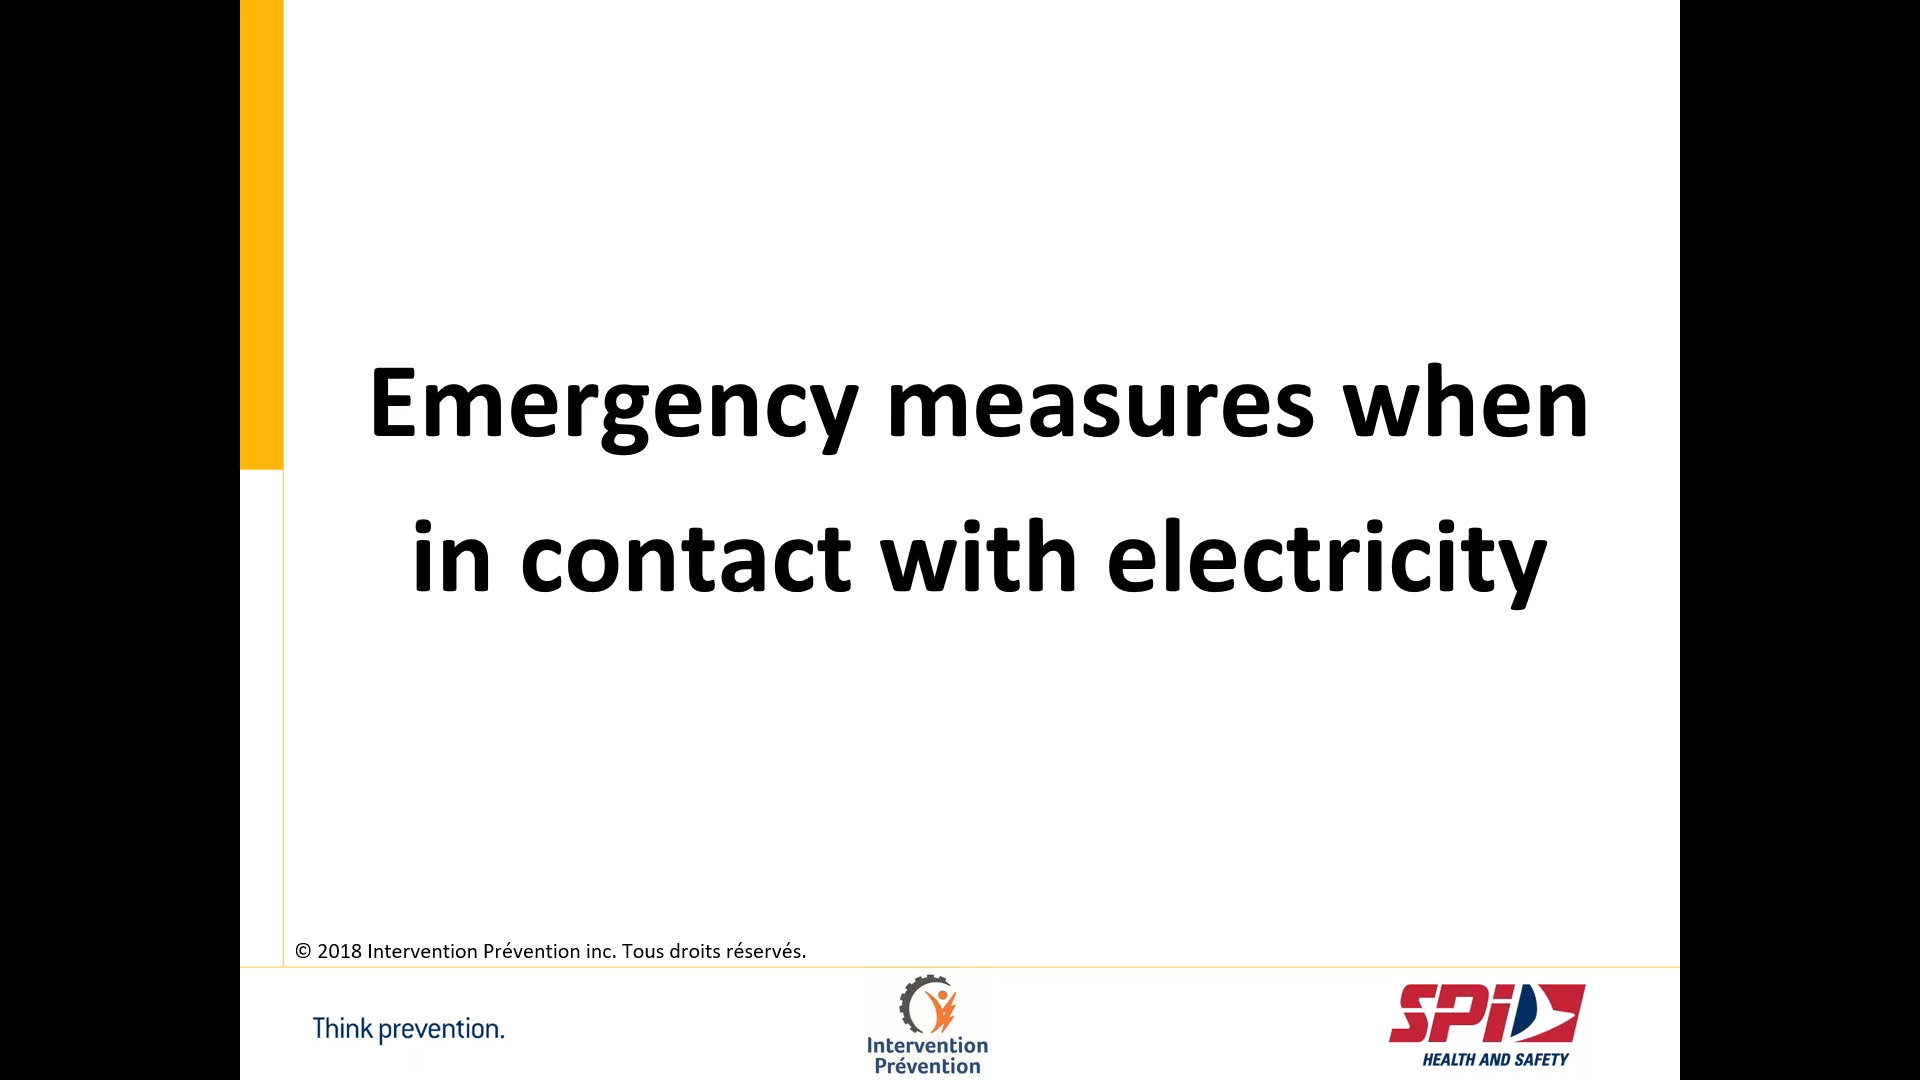 Emergency measures when
in contact with electricity
© 2018 Intervention Prévention inc. Tous droits réservés.
Think prevention.
Intervention
Prévention
SPi
HEALTH AND SAFETY